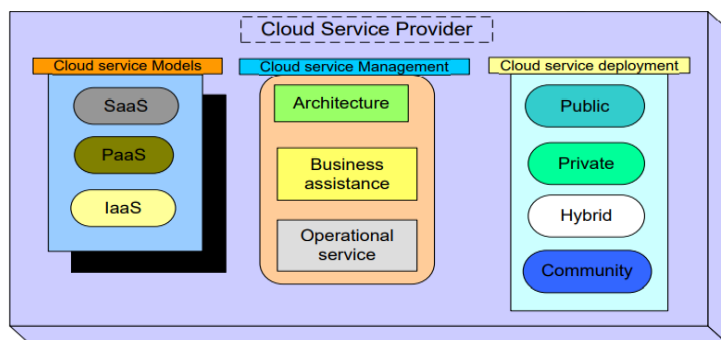 Cloud Service Provider
Cloud service Models
SaaS
PaaS
IaaS
Cloud service Management
Architecture
Business
assistance
Operational
service
Cloud service deployment
Public
Private
Hybrid
Community